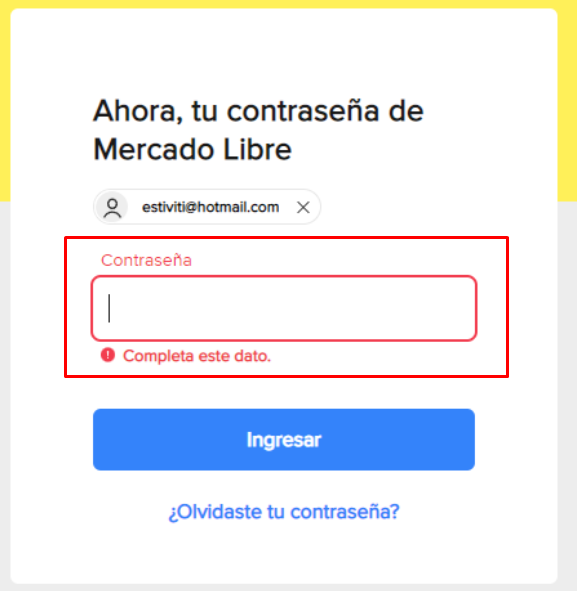 Ahora, tu contraseña de
Mercado Libre
estiviti@hotmail.com
Contraseña
Completa este dato.
Ingresar
¿Olvidaste tu contraseña?